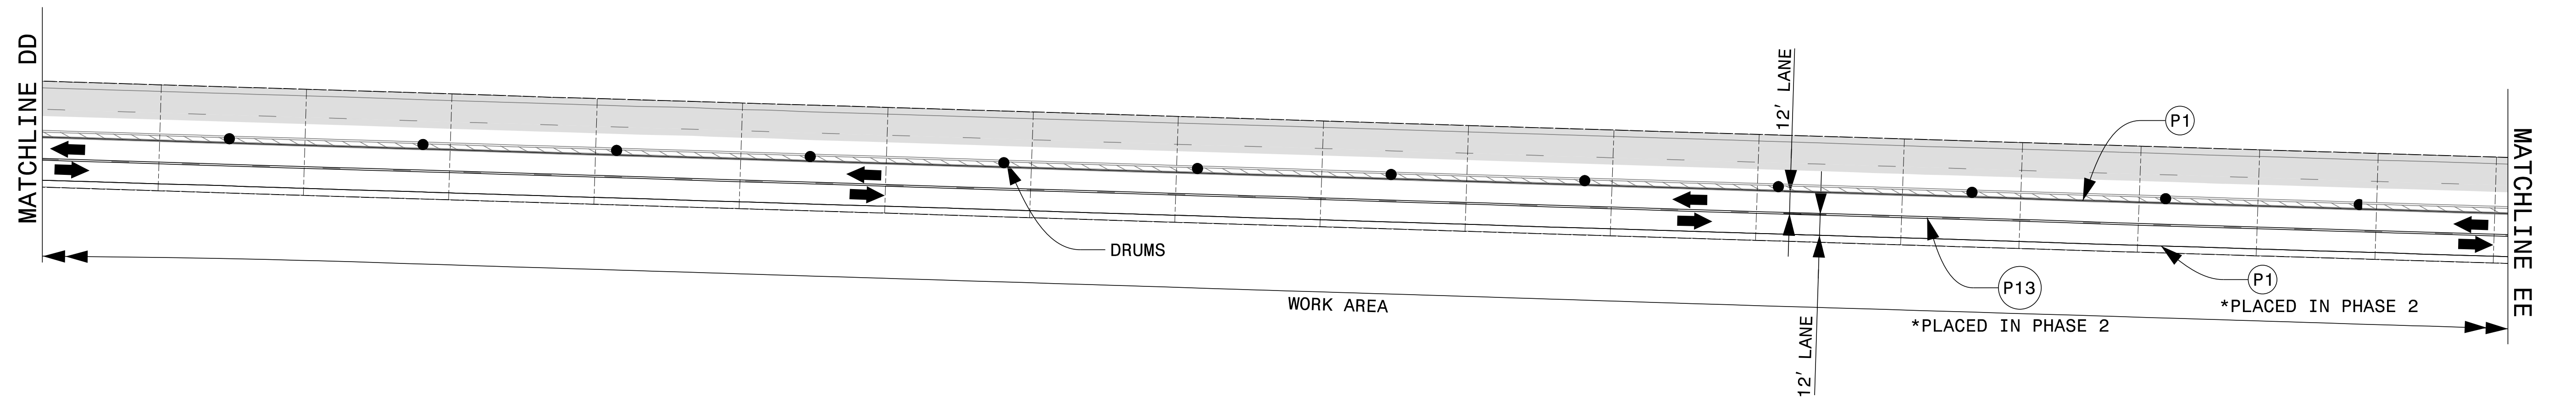 MATCHLINE DD
12' LANE
P1
MATCHLINE EE
DRUMS
P13
P1
*PLACED IN PHASE 2
WORK AREA
*PLACED IN PHASE 2
12' LANE